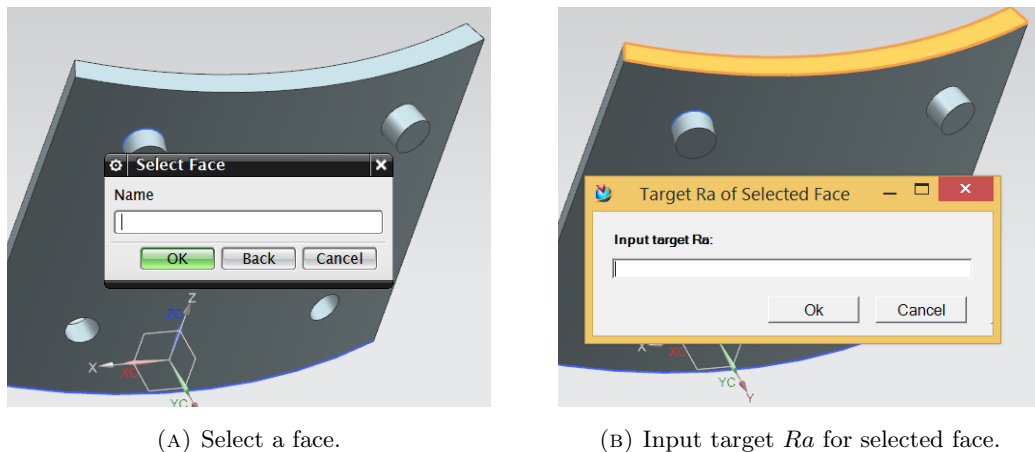 Select Face
Name
OK Back Cancel
Z
ZC
X
XC
YC
(A) Select a face.
Target Ra of Selected Face
Input target Ra:
Ok Cancel
X
XC
YC
Y
(B) Input target Ra for selected face.